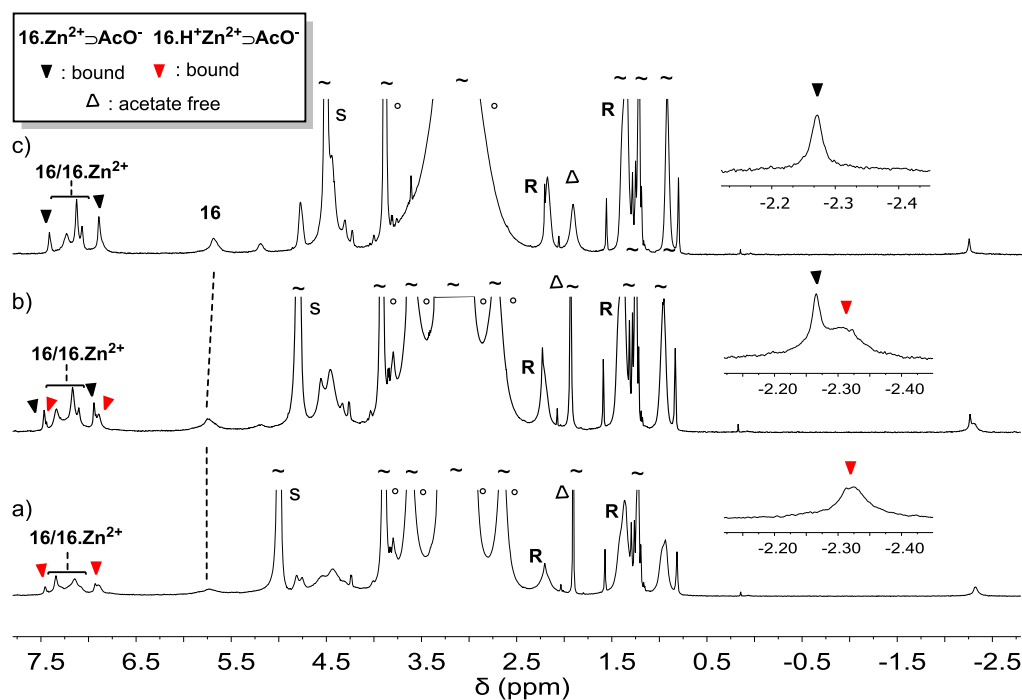 16.Zn²⁺⊃AcO⁻ 16.H⁺Zn²⁺⊃AcO⁻
▼ : bound ▼ : bound
Δ : acetate free
c)
16/16.Zn²⁺
16
S
~ ~ ~ ~ ~
° °
R
Δ
R
~ ~
-2.2 -2.3 -2.4
b)
16/16.Zn²⁺
S
~ ~ ~ ~ ~ ~ ~ ~
° ° ° °
R
Δ
R
-2.20 -2.30 -2.40
a)
16/16.Zn²⁺
S
~ ~ ~ ~ ~ ~ ~
° ° ° °
R
Δ
R
-2.20 -2.30 -2.40
7.5 6.5 5.5 4.5 3.5 2.5 1.5 0.5 -0.5 -1.5 -2.5
δ (ppm)